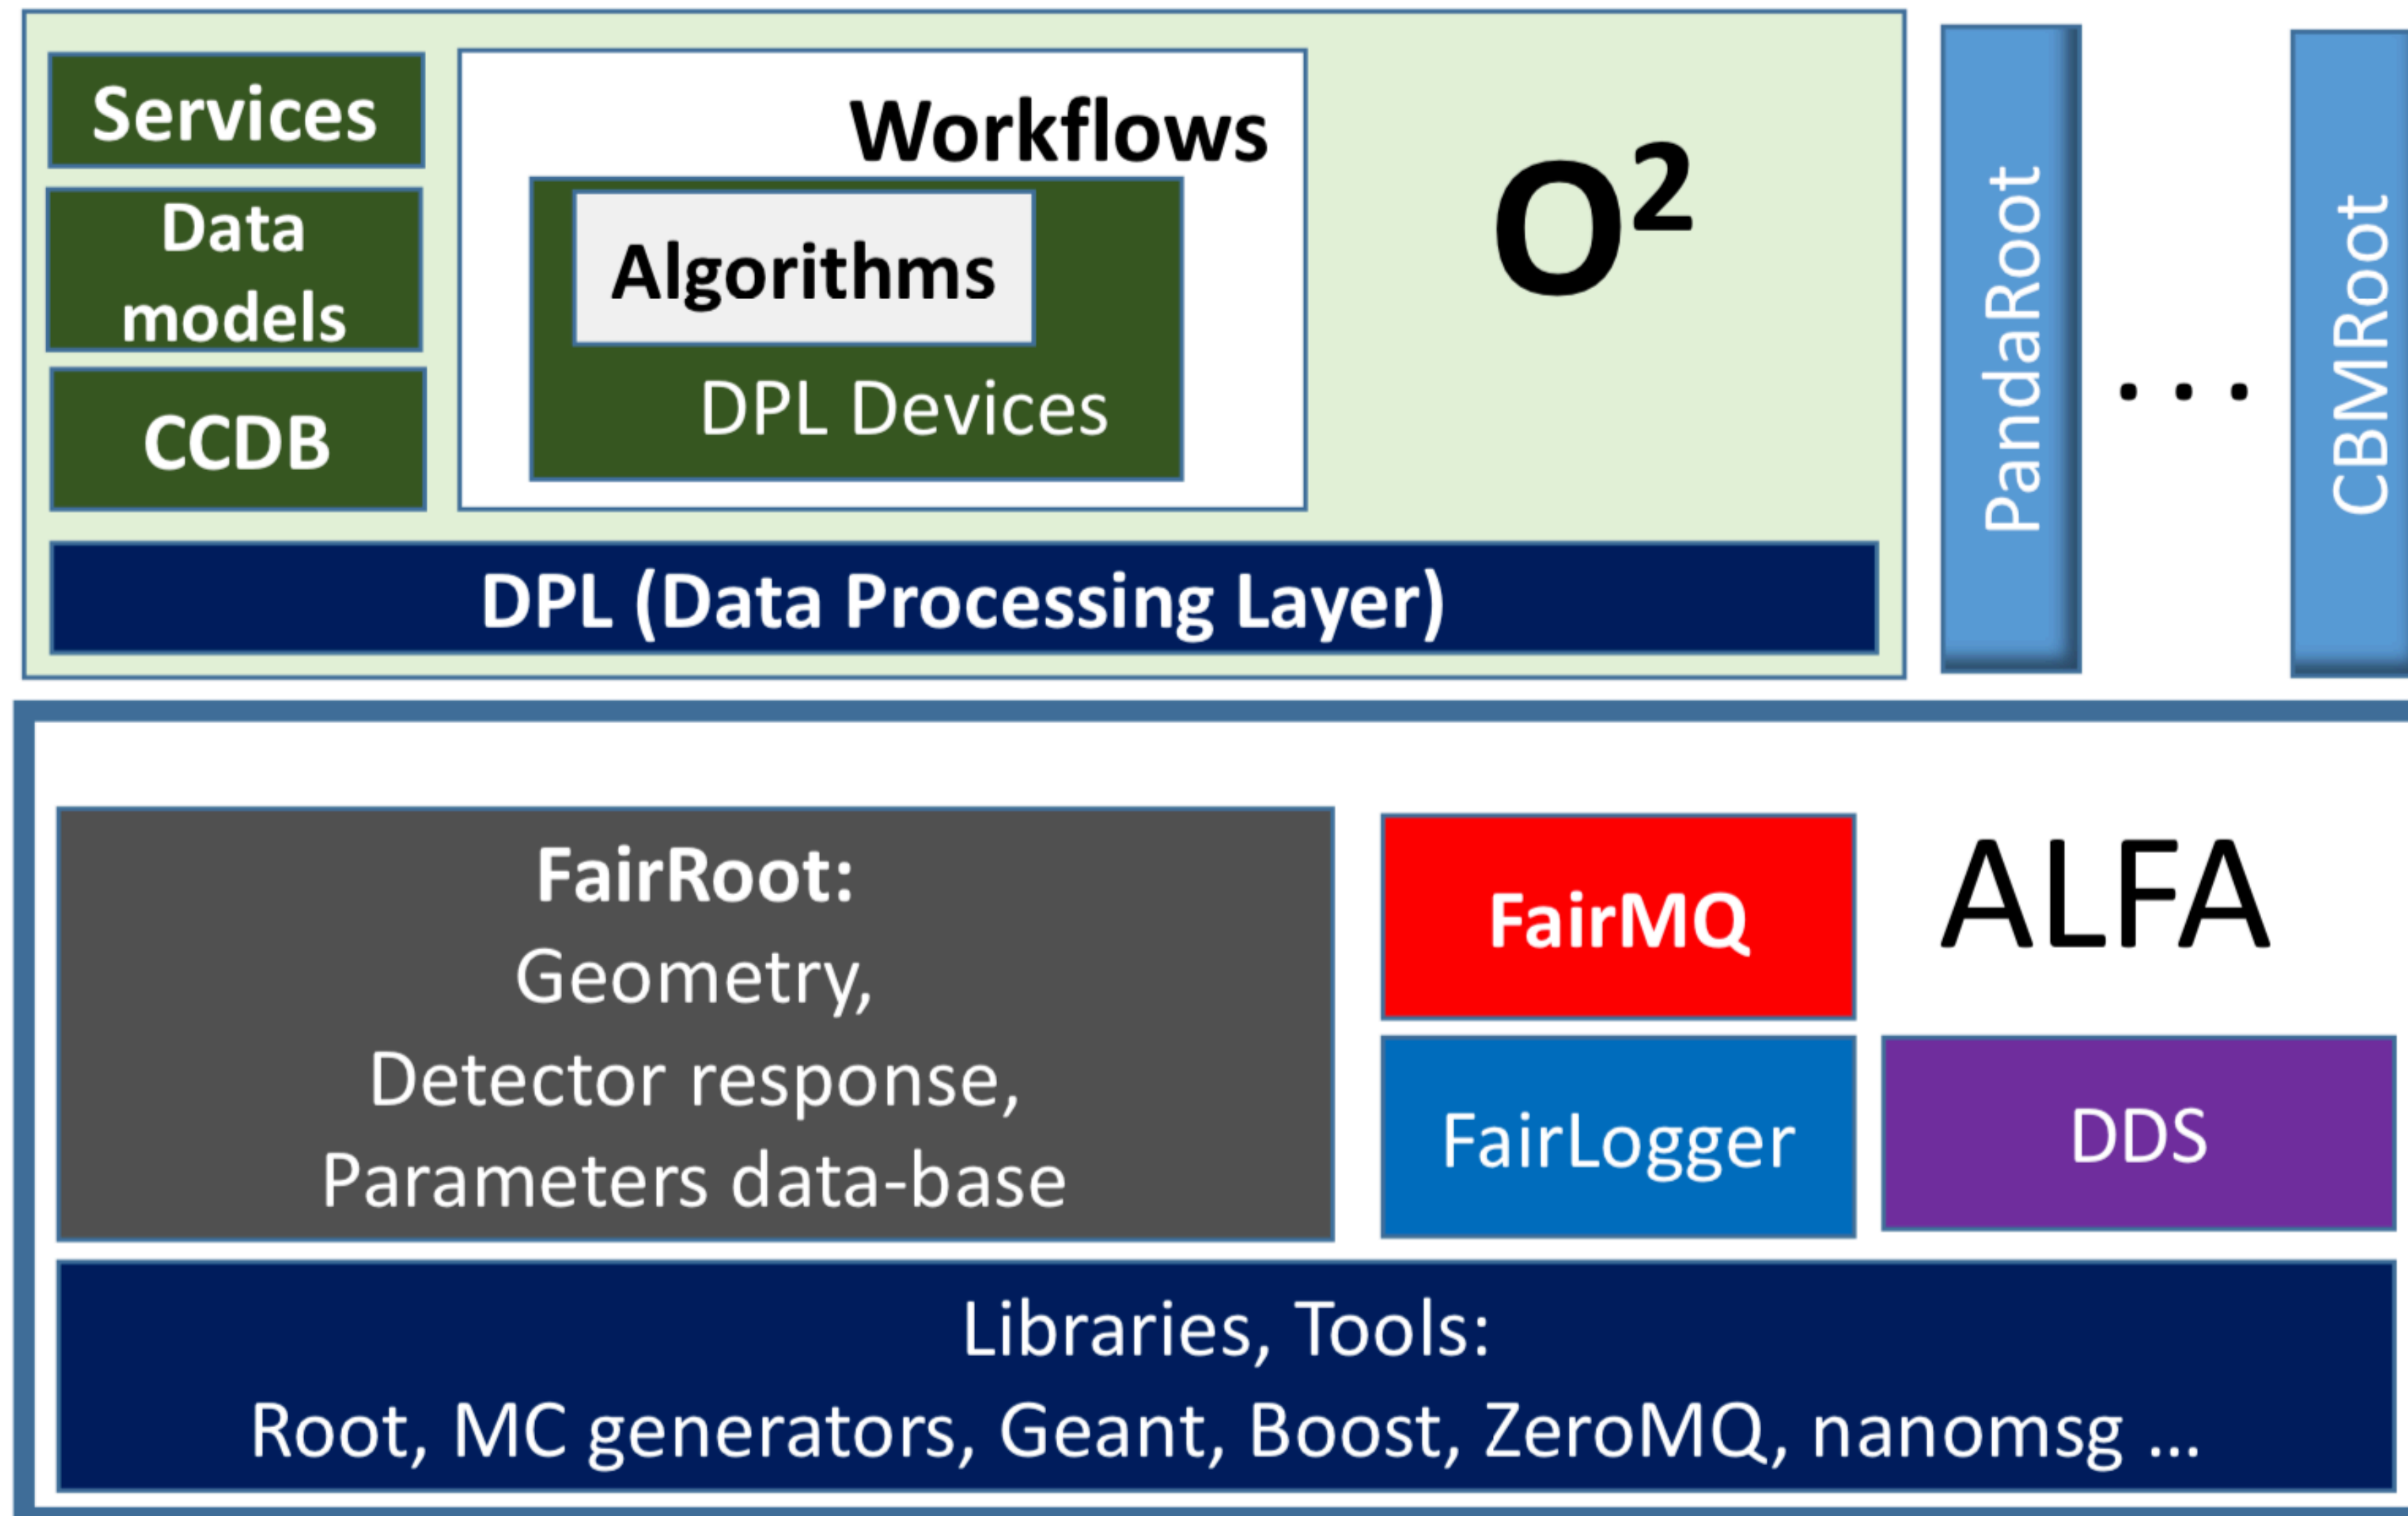 Services
Data
models
CCDB
Workflows
Algorithms
DPL Devices
O²
DPL (Data Processing Layer)
PandaRoot
...
CBMRoot
FairRoot:
Geometry,
Detector response,
Parameters data-base
FairMQ
ALFA
FairLogger
DDS
Libraries, Tools:
Root, MC generators, Geant, Boost, ZeroMQ, nanomsg ...